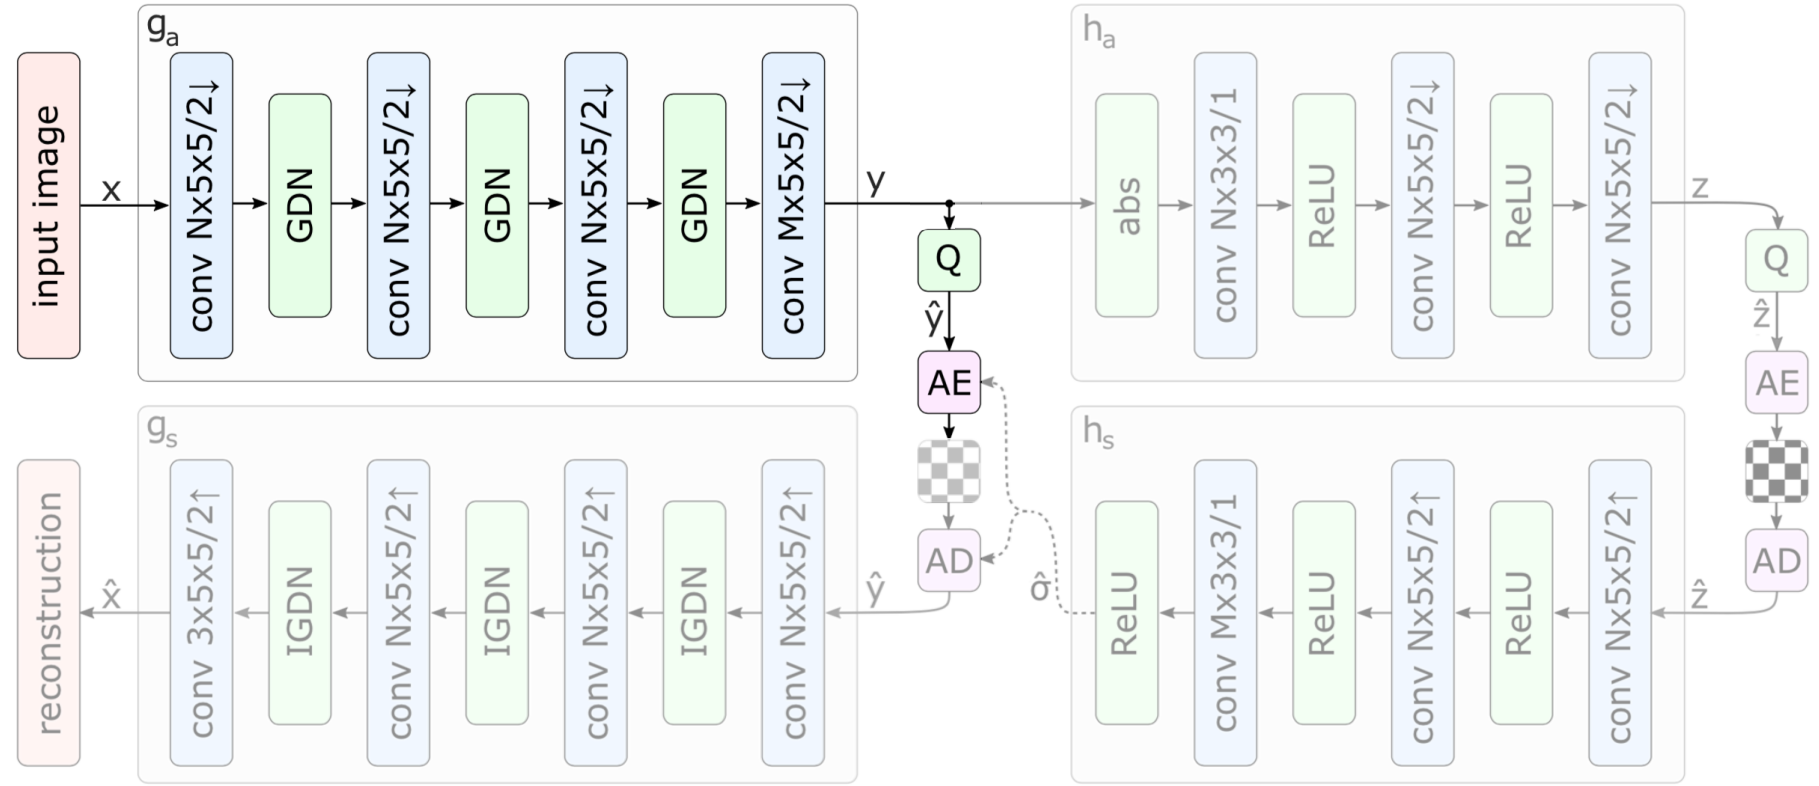 input image
x
gₐ
conv Nx5x5/2↓
GDN
conv Nx5x5/2↓
GDN
conv Nx5x5/2↓
GDN
conv Mx5x5/2↓
y
Q
ŷ
AE
AD
ŷ
hₐ
abs
conv Nx3x3/1
ReLU
conv Nx5x5/2↓
ReLU
conv Nx5x5/2↓
z
Q
ẑ
AE
AD
ẑ
hₛ
conv Nx5x5/2↑
ReLU
conv Nx5x5/2↑
ReLU
conv Mx3x3/1
ReLU
σ̂
gₛ
conv Nx5x5/2↑
IGDN
conv Nx5x5/2↑
IGDN
conv Nx5x5/2↑
IGDN
conv 3x5x5/2↑
x̂
reconstruction